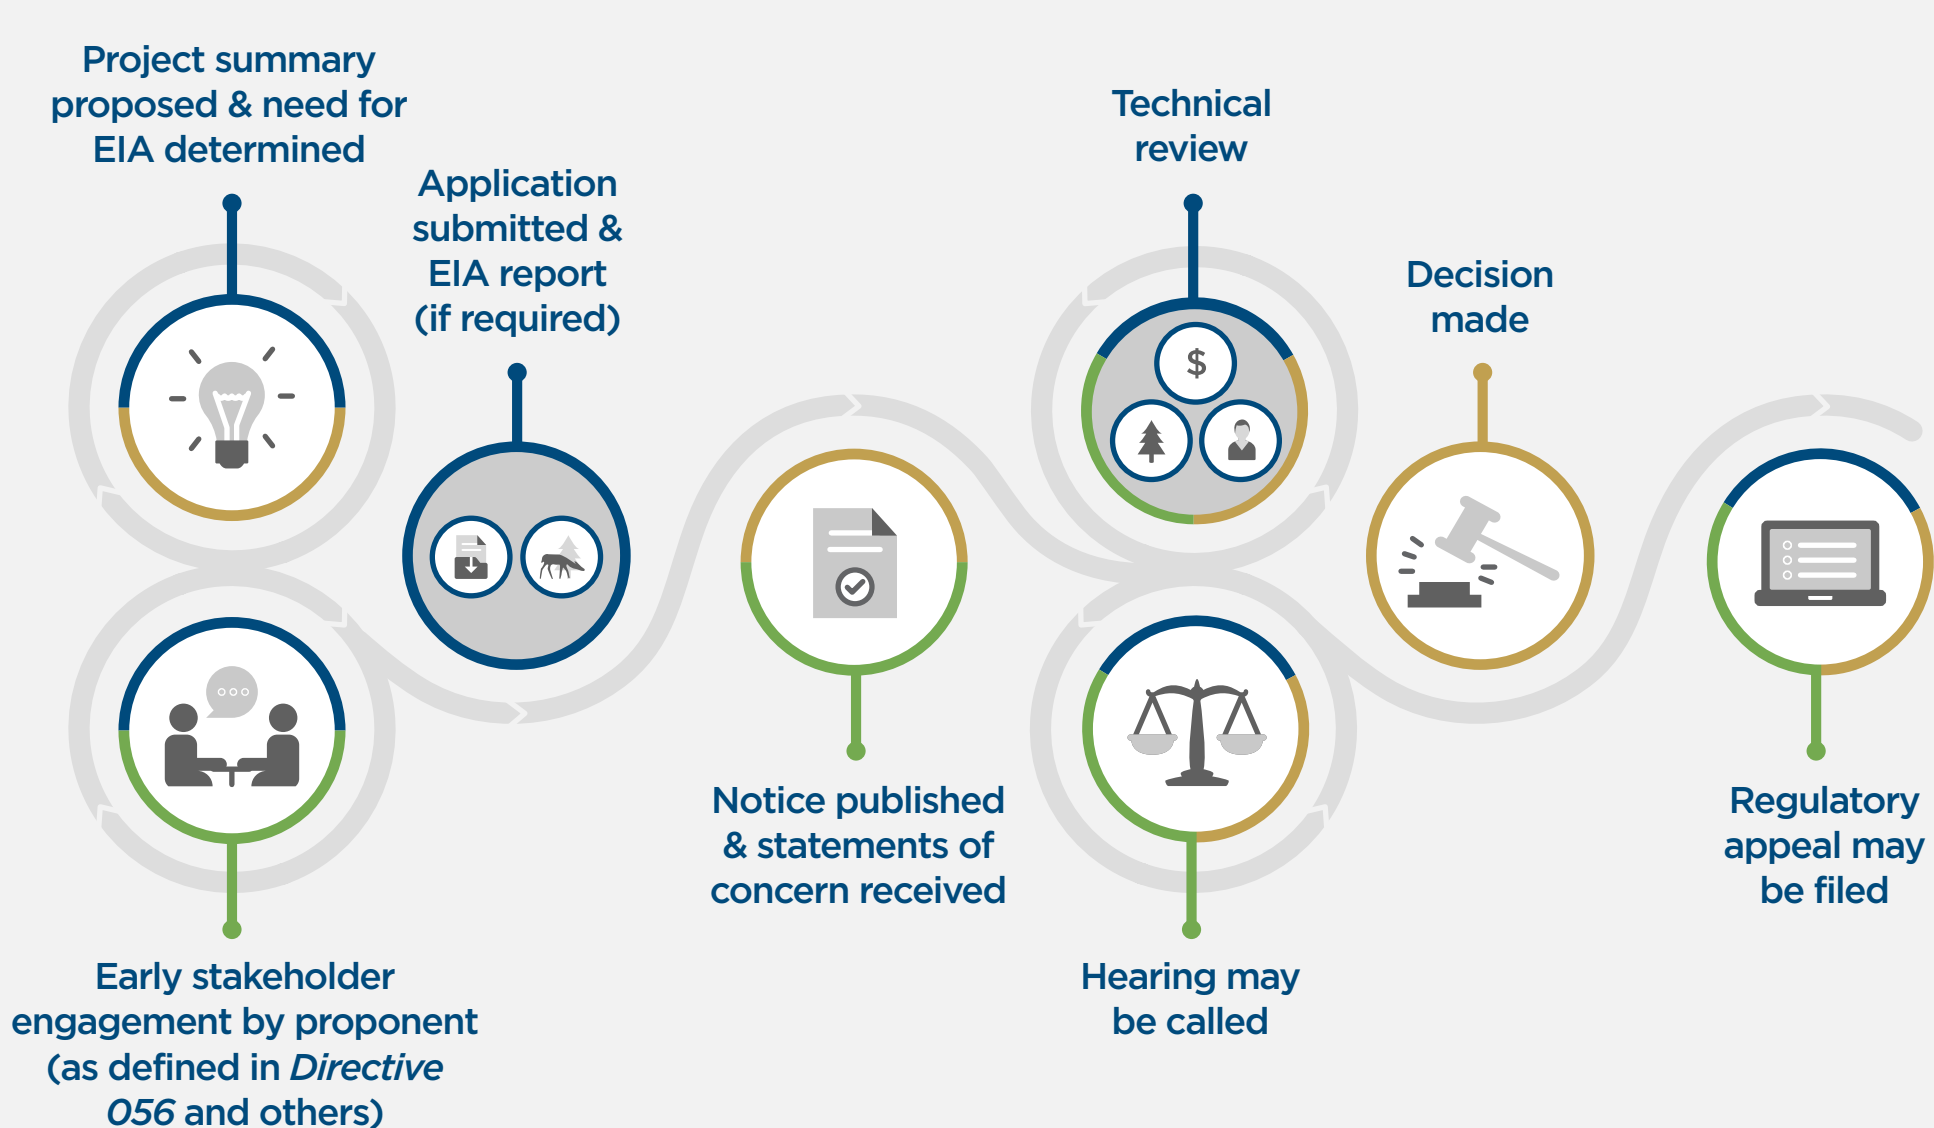 Project summary
proposed & need for
EIA determined
Application
submitted &
EIA report
(if required)
Early stakeholder
engagement by proponent
(as defined in Directive
056 and others)
Notice published
& statements of
concern received
Technical
review
$
Hearing may
be called
Decision
made
Regulatory
appeal may
be filed